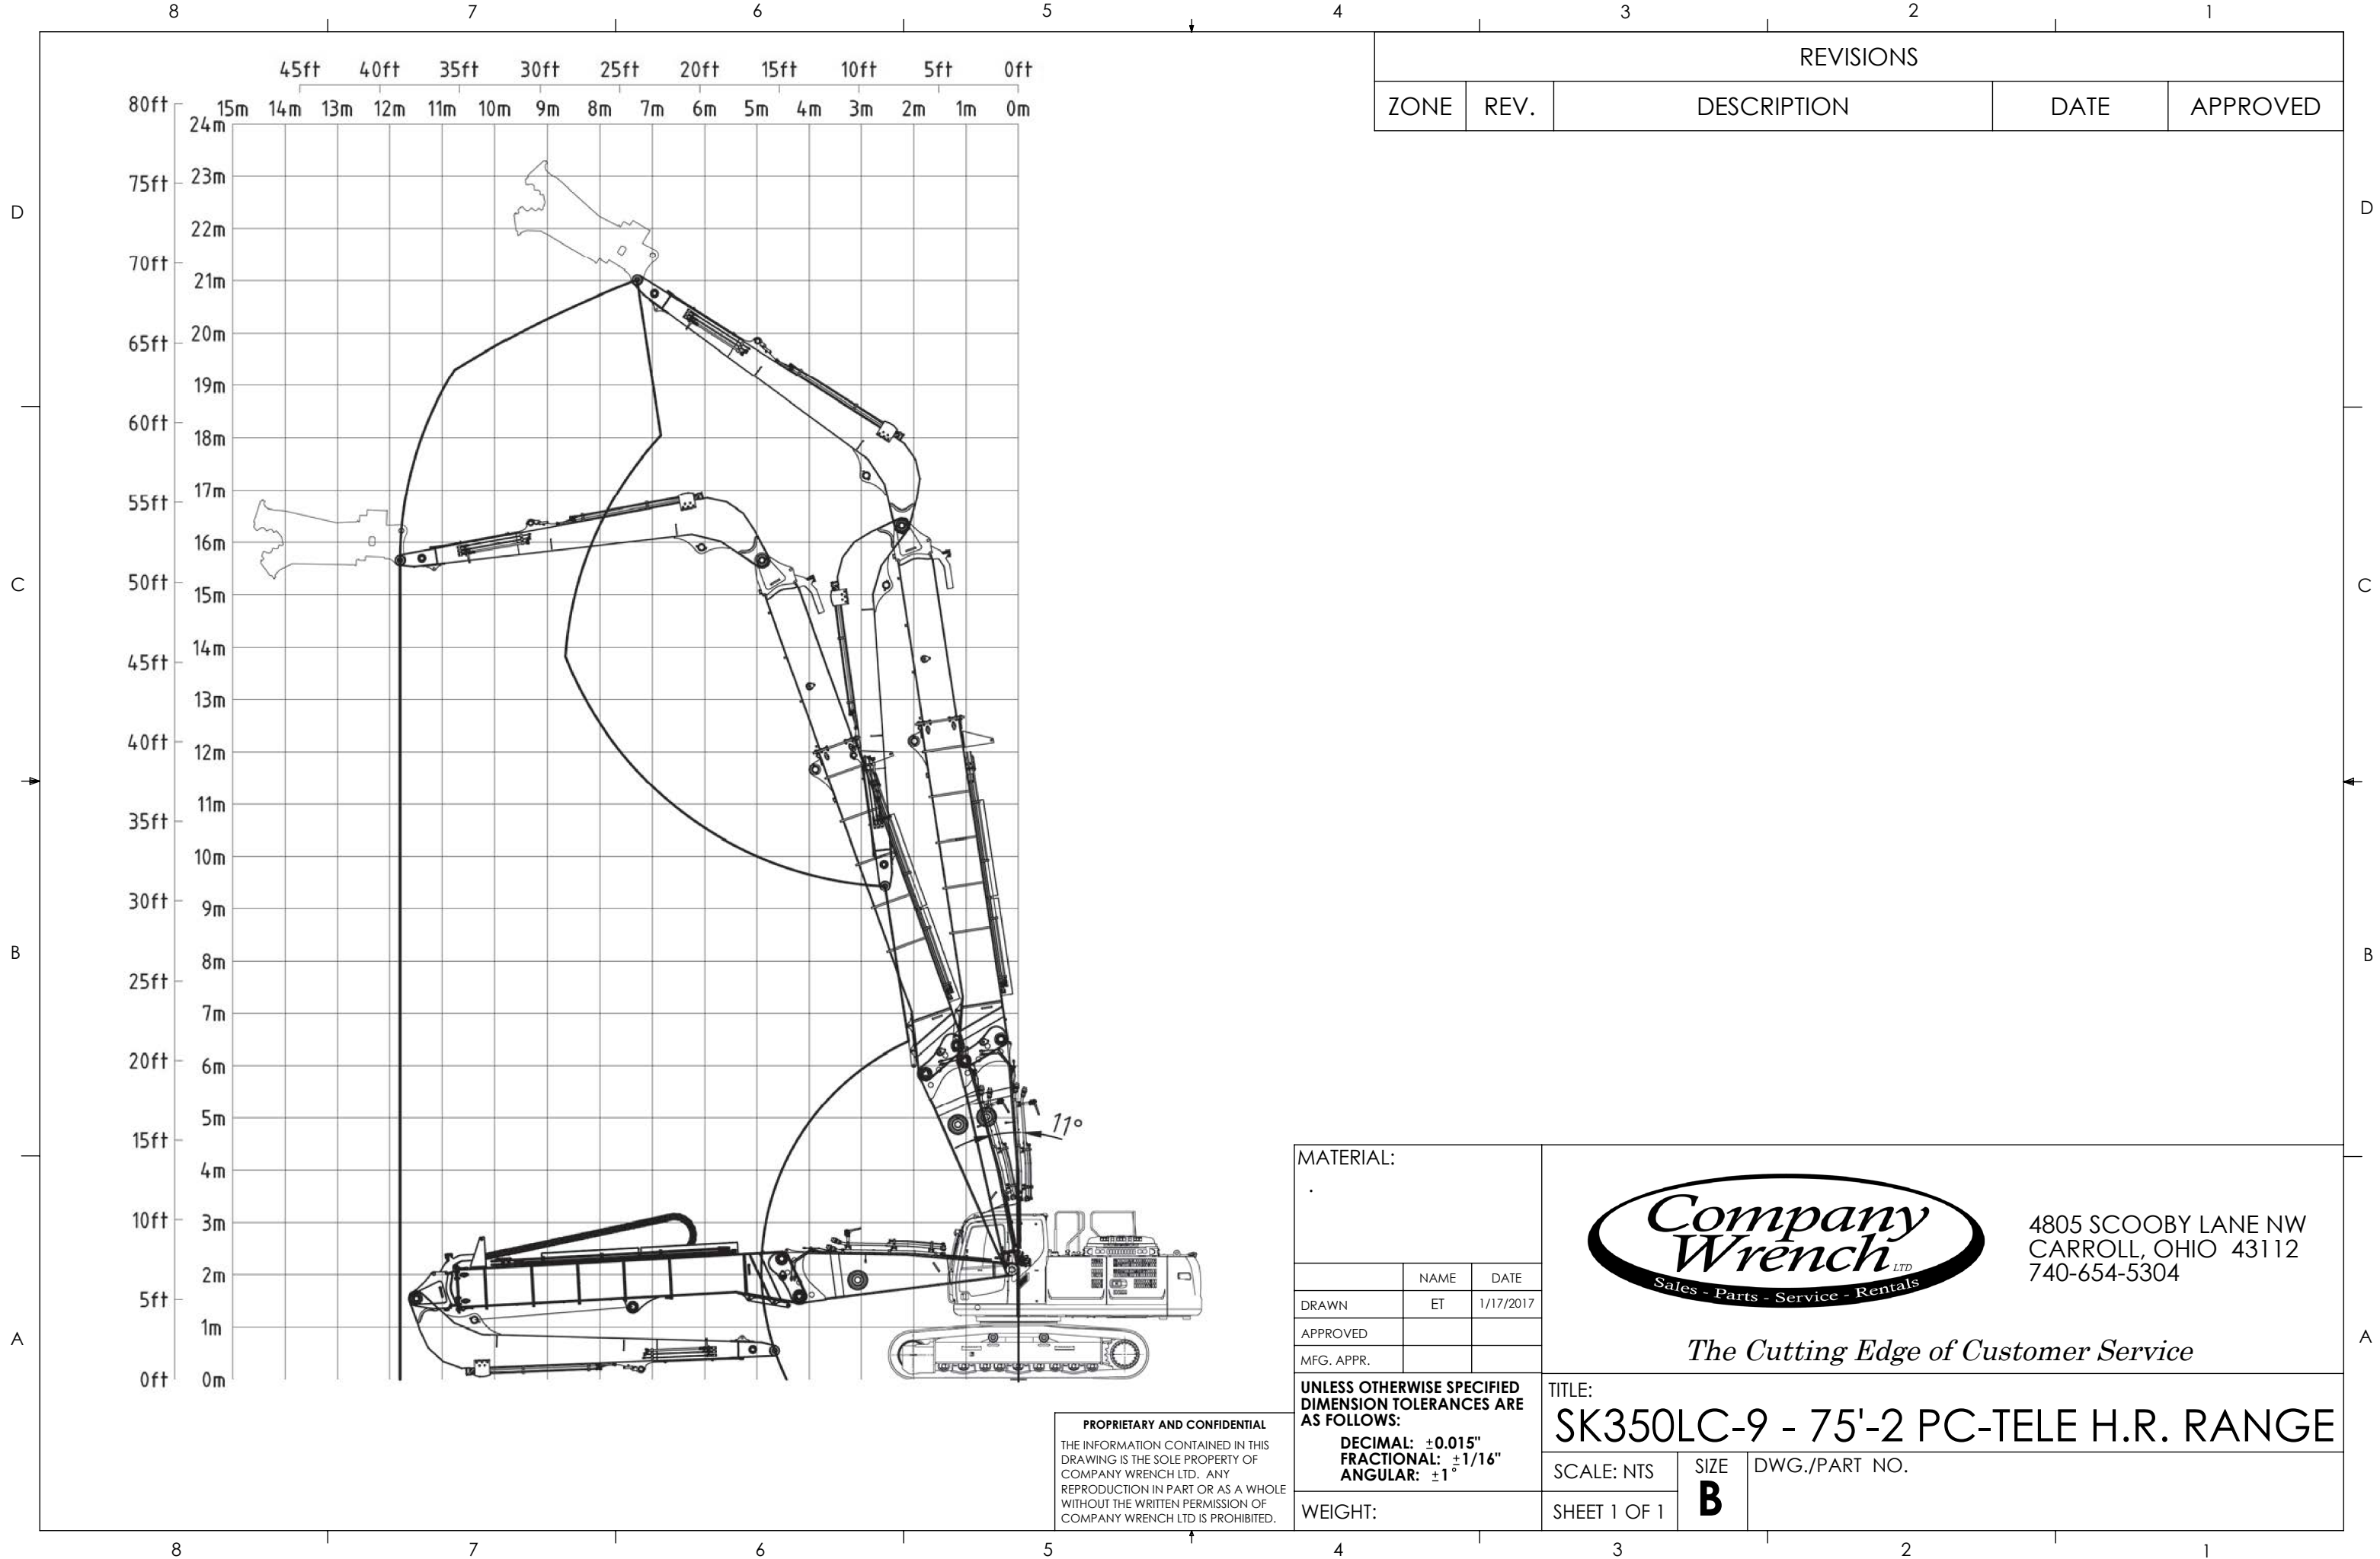 8 7 6 5 4 3 2 1
REVISIONS
ZONE REV. DESCRIPTION DATE APPROVED
45ft 40ft 35ft 30ft 25ft 20ft 15ft 10ft 5ft 0ft
15m 14m 13m 12m 11m 10m 9m 8m 7m 6m 5m 4m 3m 2m 1m 0m
80ft
24m
75ft 23m
D D
22m
70ft
21m
65ft 20m
19m
60ft
18m
17m
55ft
16m
C C
50ft
15m
14m
45ft
13m
40ft 12m
11m
35ft
10m
30ft
9m
B B
8m
25ft
7m
20ft 6m
5m
11°
15ft
4m
10ft 3m
2m
5ft
1m
A A
0ft 0m
MATERIAL:
.
NAME DATE
DRAWN ET 1/17/2017
APPROVED
MFG. APPR.
UNLESS OTHERWISE SPECIFIED
DIMENSION TOLERANCES ARE
AS FOLLOWS:
DECIMAL: ±0.015"
FRACTIONAL: ±1/16"
ANGULAR: ±1°
WEIGHT:
Company
Wrench LTD
Sales - Parts - Service - Rentals
4805 SCOOBY LANE NW
CARROLL, OHIO 43112
740-654-5304
The Cutting Edge of Customer Service
TITLE:
SK350LC-9 - 75'-2 PC-TELE H.R. RANGE
SCALE: NTS
SIZE
B
DWG./PART NO.
SHEET 1 OF 1
PROPRIETARY AND CONFIDENTIAL
THE INFORMATION CONTAINED IN THIS
DRAWING IS THE SOLE PROPERTY OF
COMPANY WRENCH LTD. ANY
REPRODUCTION IN PART OR AS A WHOLE
WITHOUT THE WRITTEN PERMISSION OF
COMPANY WRENCH LTD IS PROHIBITED.
8 7 6 5 4 3 2 1